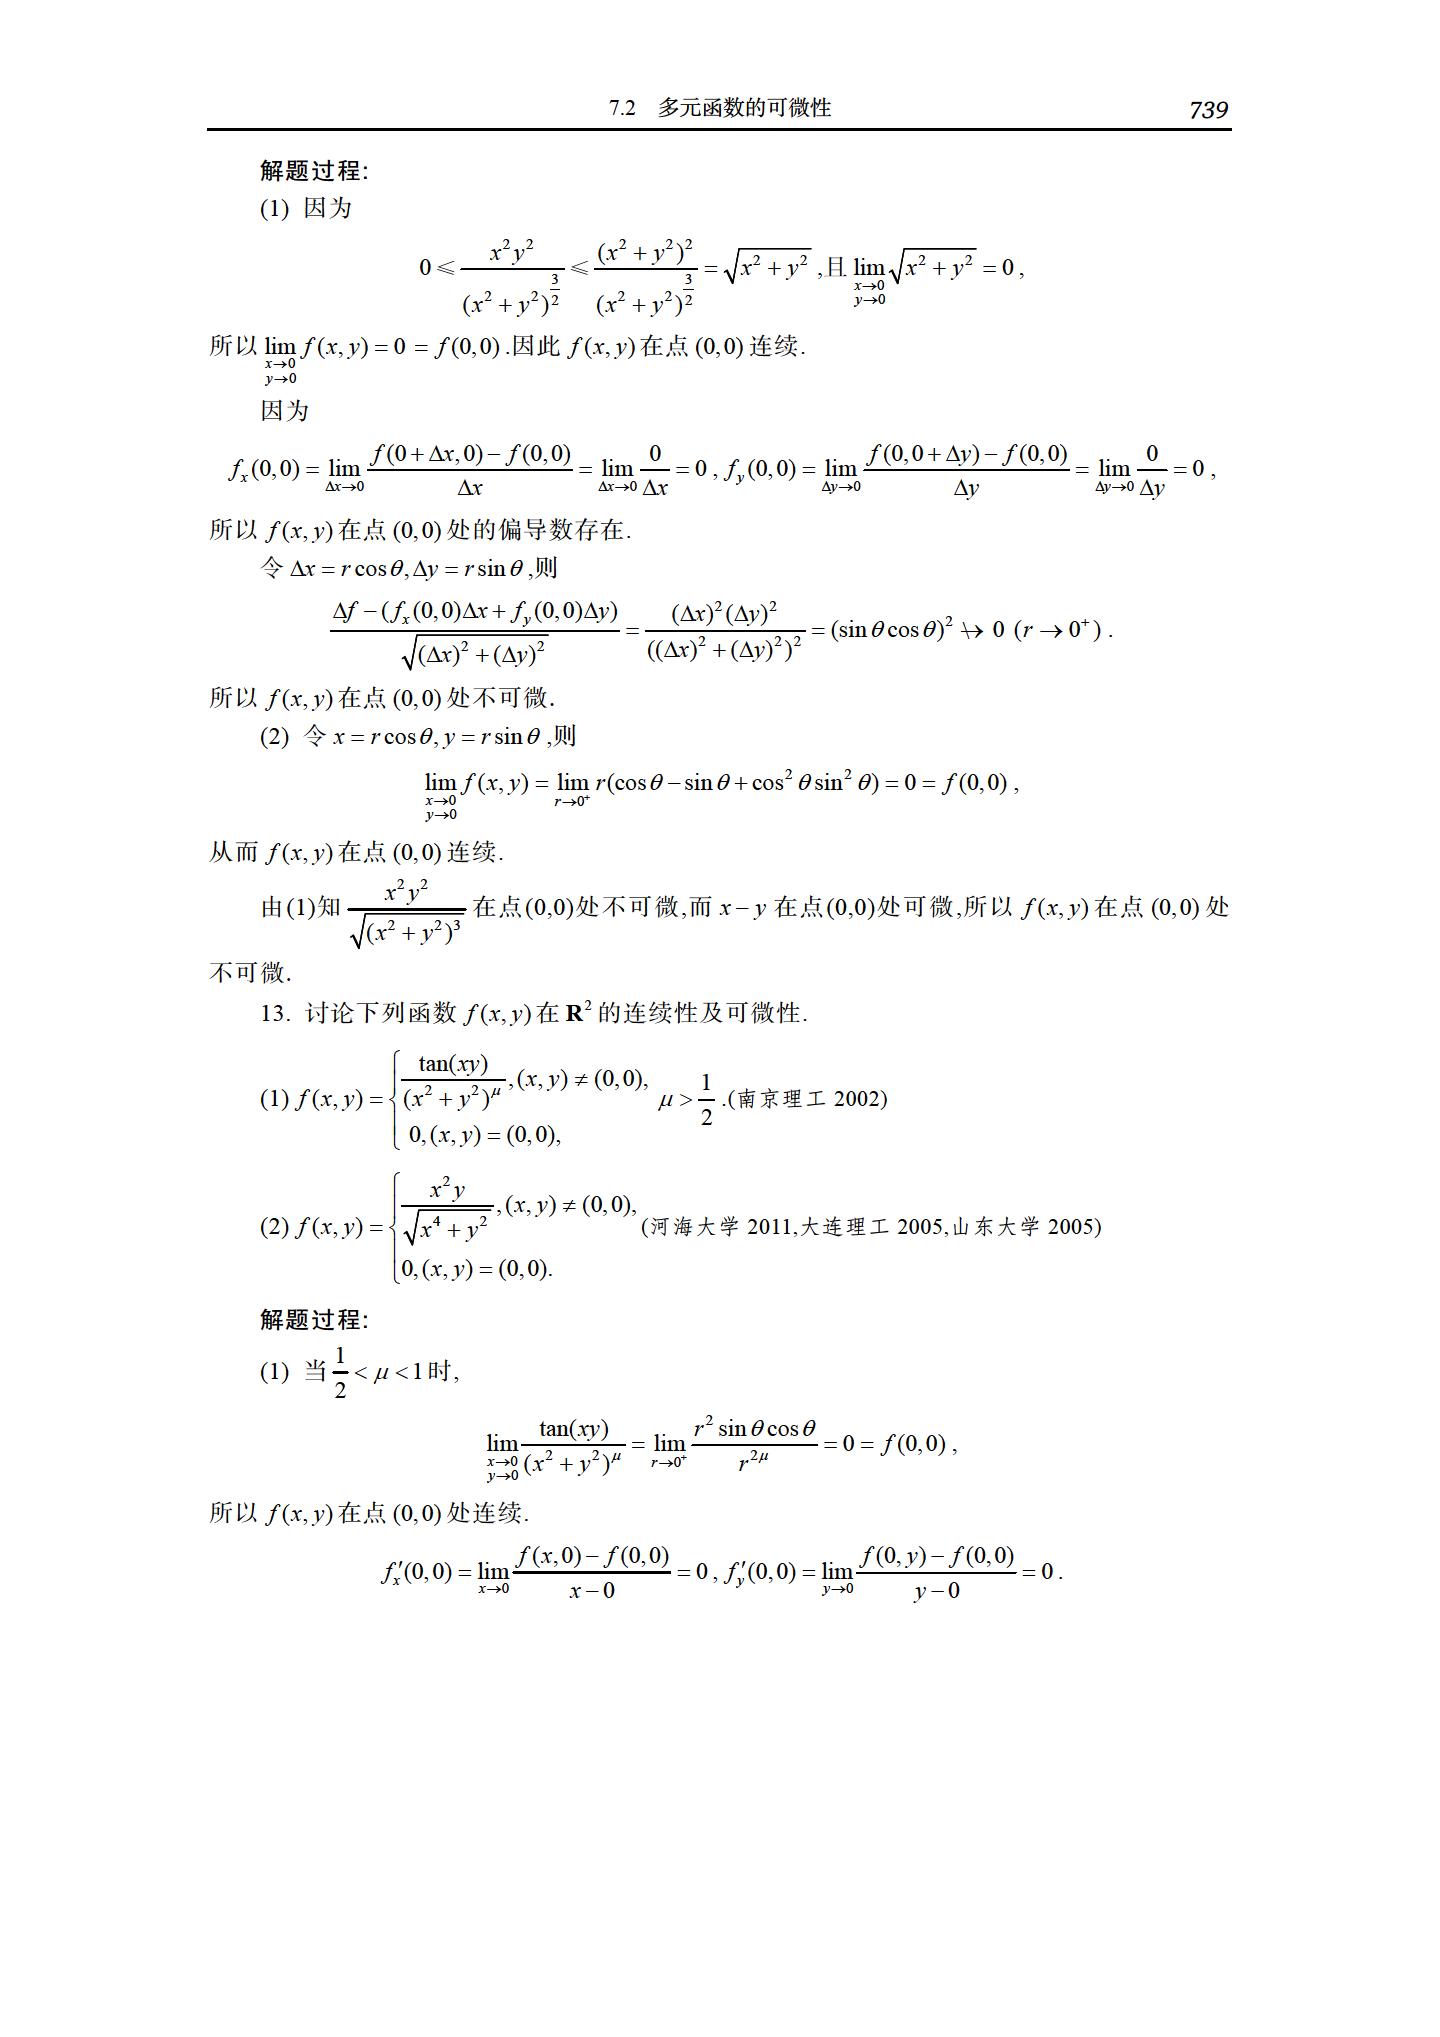 7.2 多元函数的可微性 739
解题过程:
(1) 因为
$0 \leqslant \frac{x^2y^2}{(x^2+y^2)^{\frac{3}{2}}} \leqslant \frac{(x^2+y^2)^2}{(x^2+y^2)^{\frac{3}{2}}} = \sqrt{x^2+y^2}$ ,且 $\lim_{\substack{x\to0\\y\to0}} \sqrt{x^2+y^2} = 0$ ,
所以 $\lim_{\substack{x\to0\\y\to0}} f(x,y) = 0 = f(0,0)$ .因此 $f(x,y)$ 在点 $(0,0)$ 连续.
因为
$f_x(0,0) = \lim_{\Delta x\to0} \frac{f(0+\Delta x,0)-f(0,0)}{\Delta x} = \lim_{\Delta x\to0} \frac{0}{\Delta x} = 0$ , $f_y(0,0) = \lim_{\Delta y\to0} \frac{f(0,0+\Delta y)-f(0,0)}{\Delta y} = \lim_{\Delta y\to0} \frac{0}{\Delta y} = 0$ ,
所以 $f(x,y)$ 在点 $(0,0)$ 处的偏导数存在.
令 $\Delta x = r\cos\theta, \Delta y = r\sin\theta$ ,则
$\frac{\Delta f-(f_x(0,0)\Delta x+f_y(0,0)\Delta y)}{\sqrt{(\Delta x)^2+(\Delta y)^2}} = \frac{(\Delta x)^2(\Delta y)^2}{((\Delta x)^2+(\Delta y)^2)^2} = (\sin\theta\cos\theta)^2 \nrightarrow 0\ (r\to0^+)$ .
所以 $f(x,y)$ 在点 $(0,0)$ 处不可微.
(2) 令 $x = r\cos\theta, y = r\sin\theta$ ,则
$\lim_{\substack{x\to0\\y\to0}} f(x,y) = \lim_{r\to0^+} r(\cos\theta-\sin\theta+\cos^2\theta\sin^2\theta) = 0 = f(0,0)$ ,
从而 $f(x,y)$ 在点 $(0,0)$ 连续.
由(1)知 $\frac{x^2y^2}{\sqrt{(x^2+y^2)^3}}$ 在点(0,0)处不可微,而 $x-y$ 在点(0,0)处可微,所以 $f(x,y)$ 在点 $(0,0)$ 处
不可微.
13. 讨论下列函数 $f(x,y)$ 在 $\mathbf{R}^2$ 的连续性及可微性.
(1) $f(x,y) = \begin{cases} \frac{\tan(xy)}{(x^2+y^2)^\mu}, (x,y)\neq(0,0), \\ 0, (x,y)=(0,0), \end{cases}$ $\mu > \frac{1}{2}$ .(南京理工 2002)
(2) $f(x,y) = \begin{cases} \frac{x^2y}{\sqrt{x^4+y^2}}, (x,y)\neq(0,0), \\ 0, (x,y)=(0,0). \end{cases}$ (河海大学 2011,大连理工 2005,山东大学 2005)
解题过程:
(1) 当 $\frac{1}{2} < \mu < 1$ 时,
$\lim_{\substack{x\to0\\y\to0}} \frac{\tan(xy)}{(x^2+y^2)^\mu} = \lim_{r\to0^+} \frac{r^2\sin\theta\cos\theta}{r^{2\mu}} = 0 = f(0,0)$ ,
所以 $f(x,y)$ 在点 $(0,0)$ 处连续.
$f_x'(0,0) = \lim_{x\to0} \frac{f(x,0)-f(0,0)}{x-0} = 0$ , $f_y'(0,0) = \lim_{y\to0} \frac{f(0,y)-f(0,0)}{y-0} = 0$ .